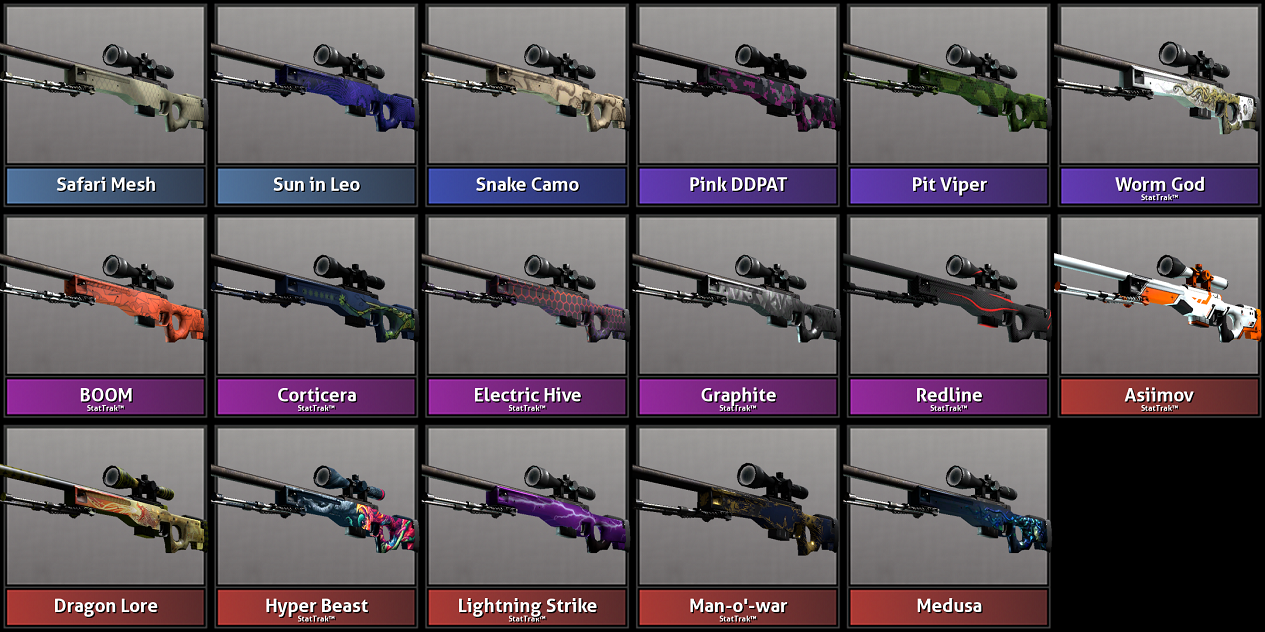 Safari Mesh
Sun in Leo
Snake Camo
Pink DDPAT
Pit Viper
Worm God
StatTrak™
BOOM
StatTrak™
Corticera
StatTrak™
Electric Hive
StatTrak™
Graphite
StatTrak™
Redline
StatTrak™
Asiimov
StatTrak™
Dragon Lore
Hyper Beast
StatTrak™
Lightning Strike
StatTrak™
Man-o'-war
StatTrak™
Medusa